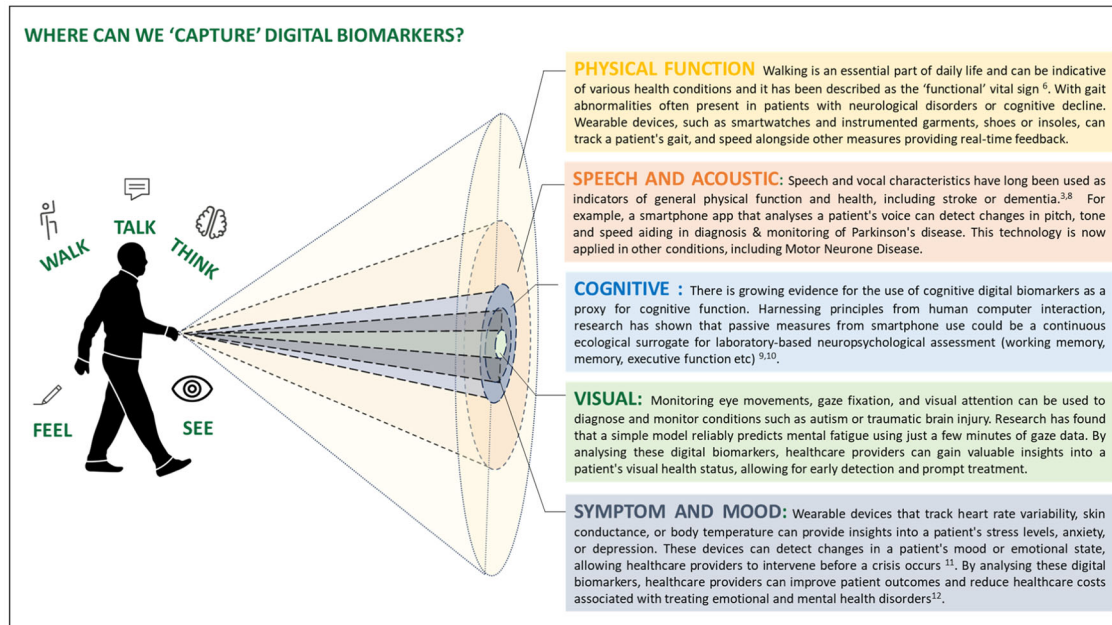 WHERE CAN WE ‘CAPTURE’ DIGITAL BIOMARKERS?
WALK
TALK
THINK
FEEL
SEE
PHYSICAL FUNCTION Walking is an essential part of daily life and can be indicative
of various health conditions and it has been described as the ‘functional’ vital sign 6. With gait
abnormalities often present in patients with neurological disorders or cognitive decline.
Wearable devices, such as smartwatches and instrumented garments, shoes or insoles, can
track a patient's gait, and speed alongside other measures providing real-time feedback.
SPEECH AND ACOUSTIC: Speech and vocal characteristics have long been used as
indicators of general physical function and health, including stroke or dementia.3,8 For
example, a smartphone app that analyses a patient's voice can detect changes in pitch, tone
and speed aiding in diagnosis & monitoring of Parkinson's disease. This technology is now
applied in other conditions, including Motor Neurone Disease.
COGNITIVE : There is growing evidence for the use of cognitive digital biomarkers as a
proxy for cognitive function. Harnessing principles from human computer interaction,
research has shown that passive measures from smartphone use could be a continuous
ecological surrogate for laboratory-based neuropsychological assessment (working memory,
memory, executive function etc) 9,10.
VISUAL: Monitoring eye movements, gaze fixation, and visual attention can be used to
diagnose and monitor conditions such as autism or traumatic brain injury. Research has found
that a simple model reliably predicts mental fatigue using just a few minutes of gaze data. By
analysing these digital biomarkers, healthcare providers can gain valuable insights into a
patient's visual health status, allowing for early detection and prompt treatment.
SYMPTOM AND MOOD: Wearable devices that track heart rate variability, skin
conductance, or body temperature can provide insights into a patient's stress levels, anxiety,
or depression. These devices can detect changes in a patient's mood or emotional state,
allowing healthcare providers to intervene before a crisis occurs 11. By analysing these digital
biomarkers, healthcare providers can improve patient outcomes and reduce healthcare costs
associated with treating emotional and mental health disorders12.